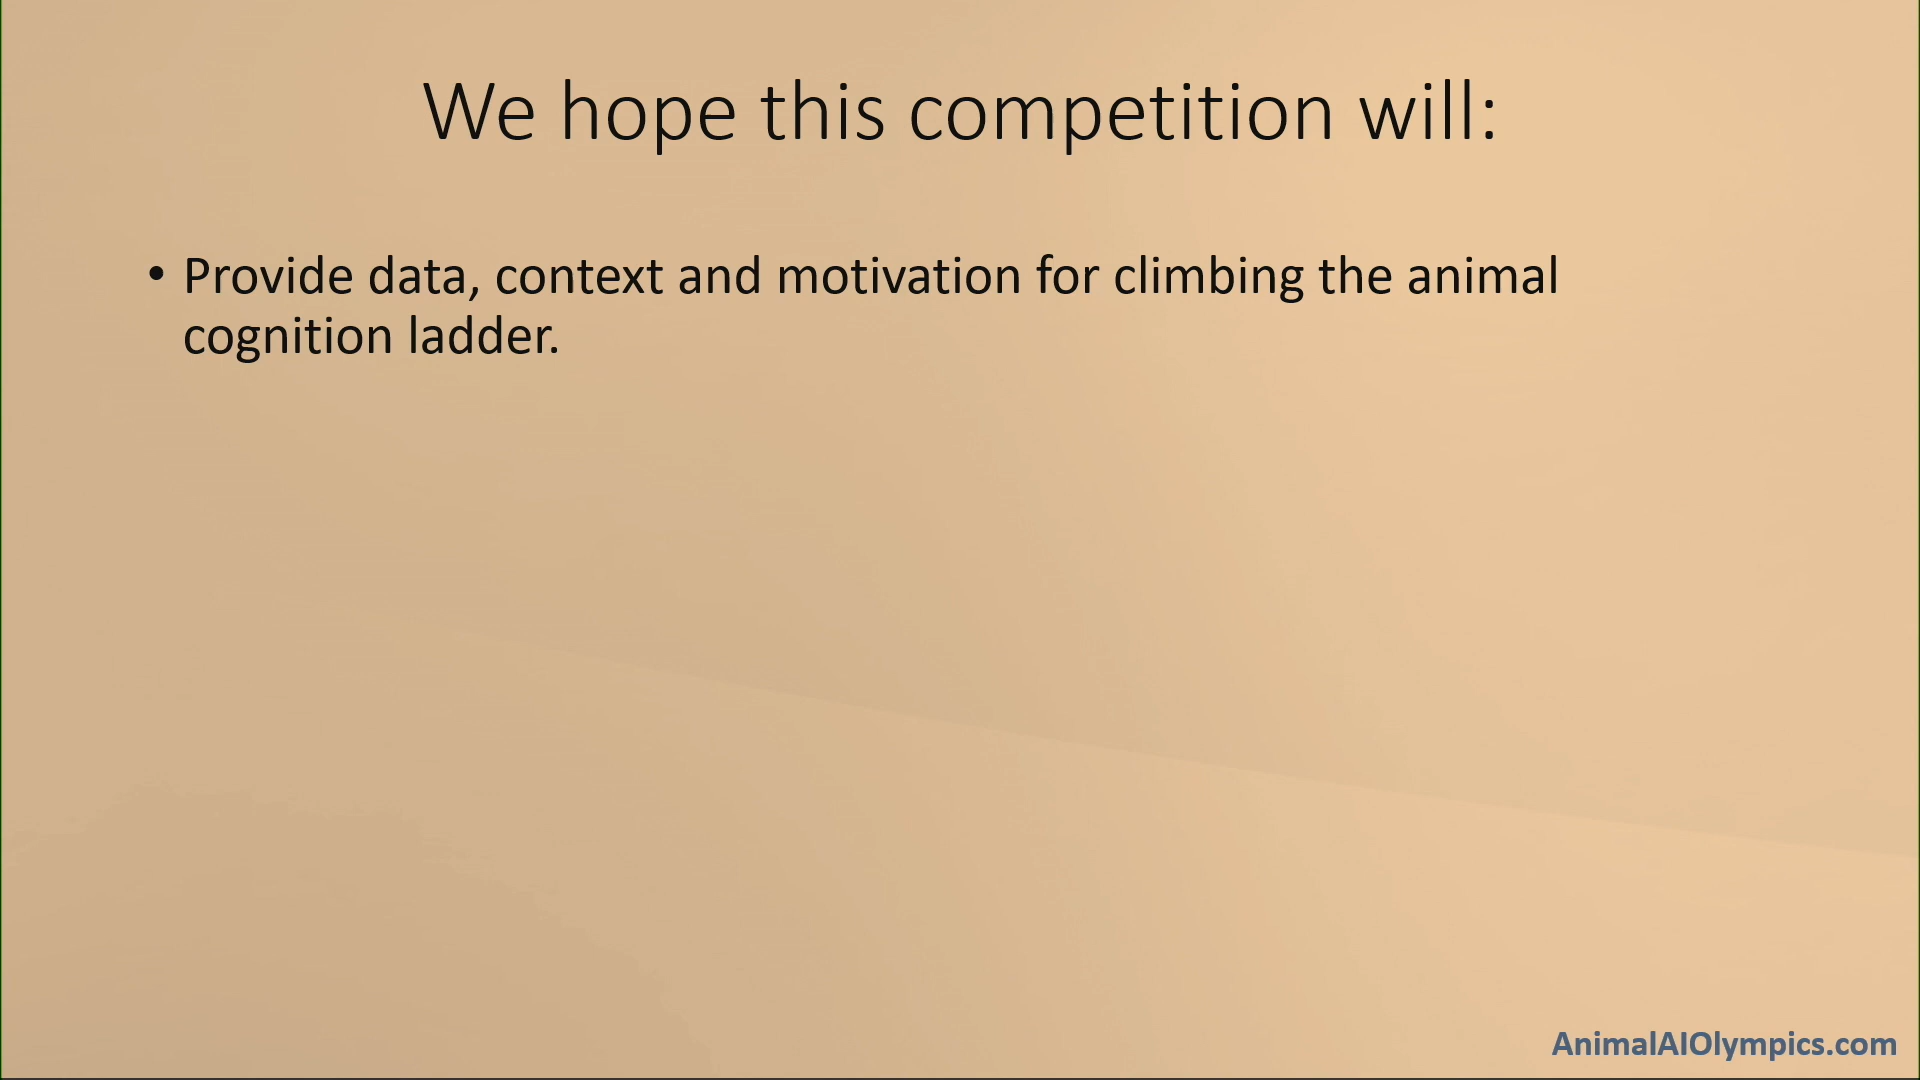 We hope this competition will:
• Provide data, context and motivation for climbing the animal
cognition ladder.
AnimalAIOlympics.com